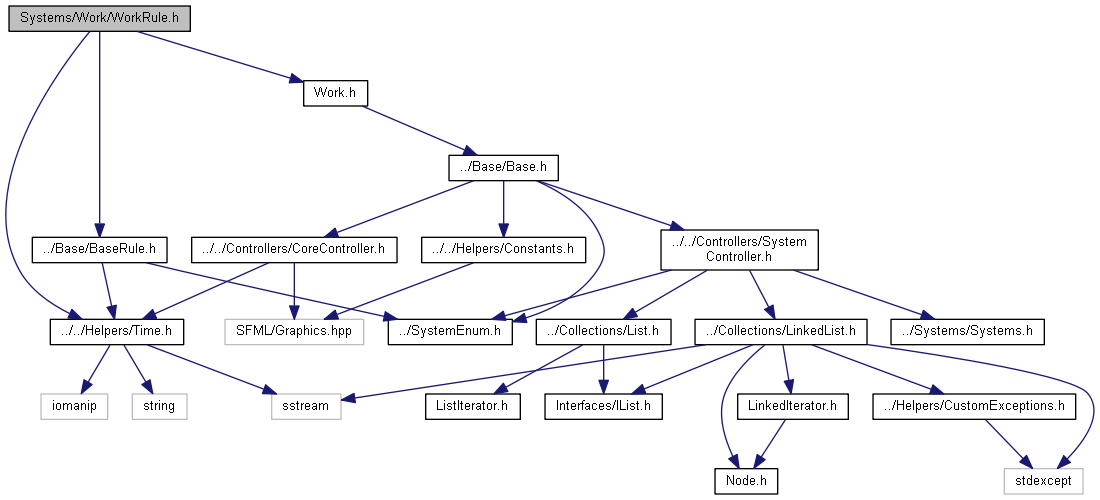 Systems/Work/WorkRule.h
Work.h
../Base/Base.h
../Base/BaseRule.h
../../Controllers/CoreController.h
../../Helpers/Constants.h
../../Controllers/System
Controller.h
../../Helpers/Time.h
SFML/Graphics.hpp
../SystemEnum.h
../Collections/List.h
../Collections/LinkedList.h
../Systems/Systems.h
iomanip
string
sstream
ListIterator.h
Interfaces/IList.h
LinkedIterator.h
../Helpers/CustomExceptions.h
Node.h
stdexcept